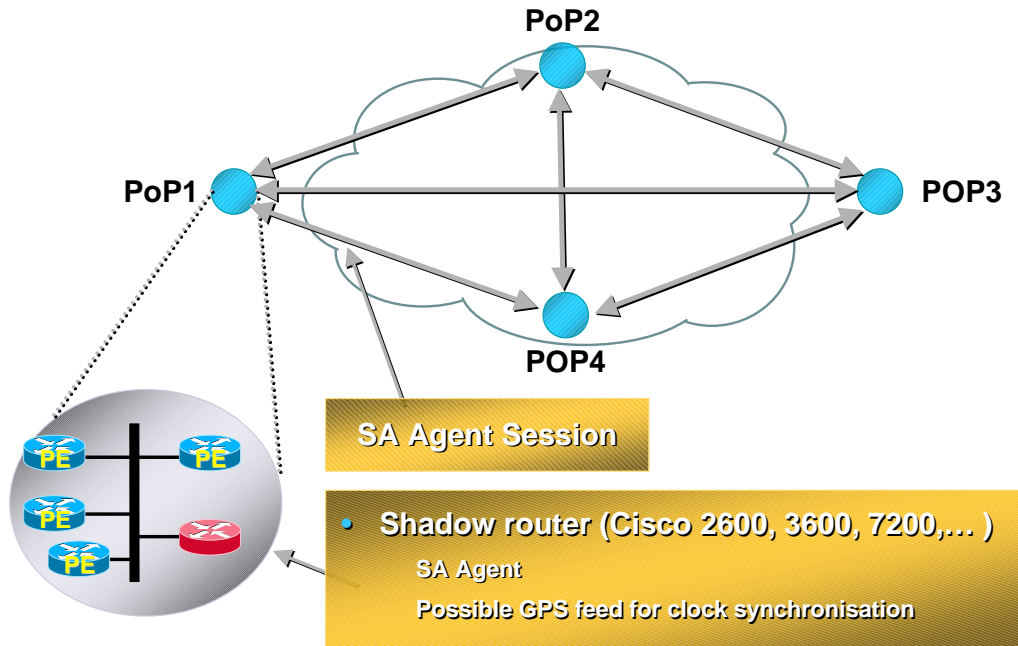 PoP2
PoP1
POP3
POP4
SA Agent Session
PE
PE
PE
PE
• Shadow router (Cisco 2600, 3600, 7200,… )
SA Agent
Possible GPS feed for clock synchronisation